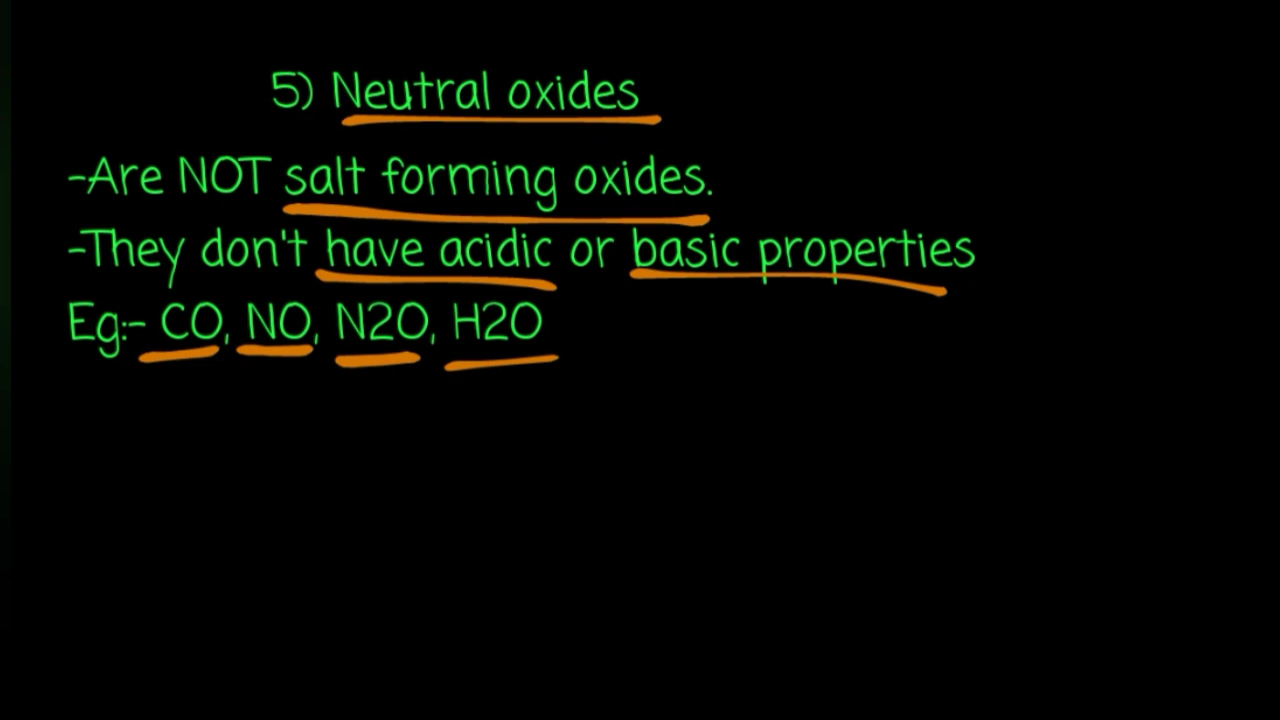 5) Neutral oxides
-Are NOT salt forming oxides.
-They don't have acidic or basic properties
Eg:- CO, NO, N2O, H2O